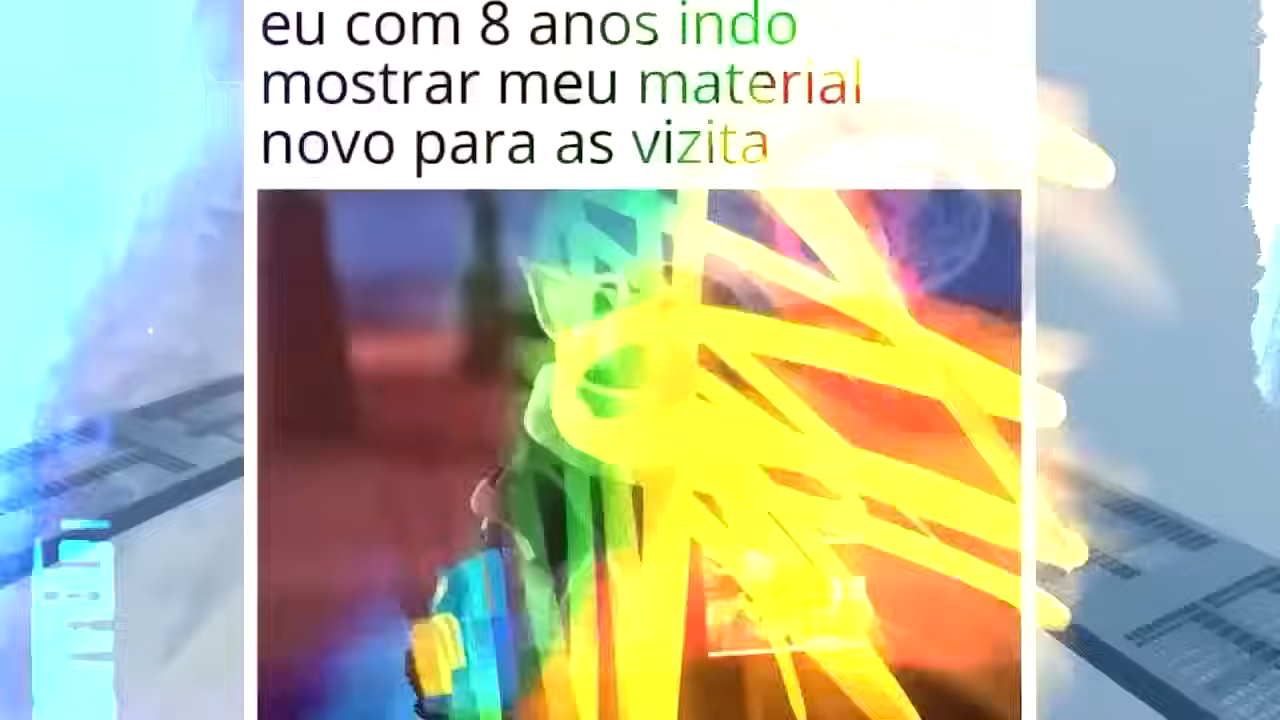 eu com 8 anos indo
mostrar meu material
novo para as vizita